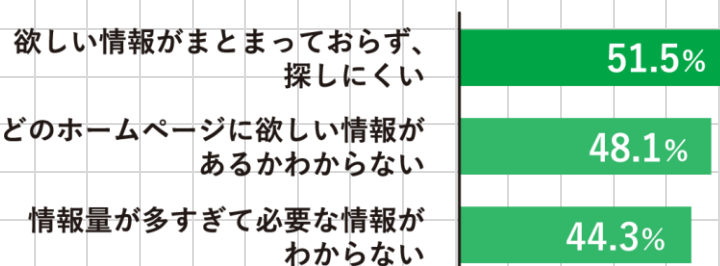 欲しい情報がまとまっておらず、
探しにくい
51.5%
どのホームページに欲しい情報が
あるかわからない
48.1%
情報量が多すぎて必要な情報が
わからない
44.3%